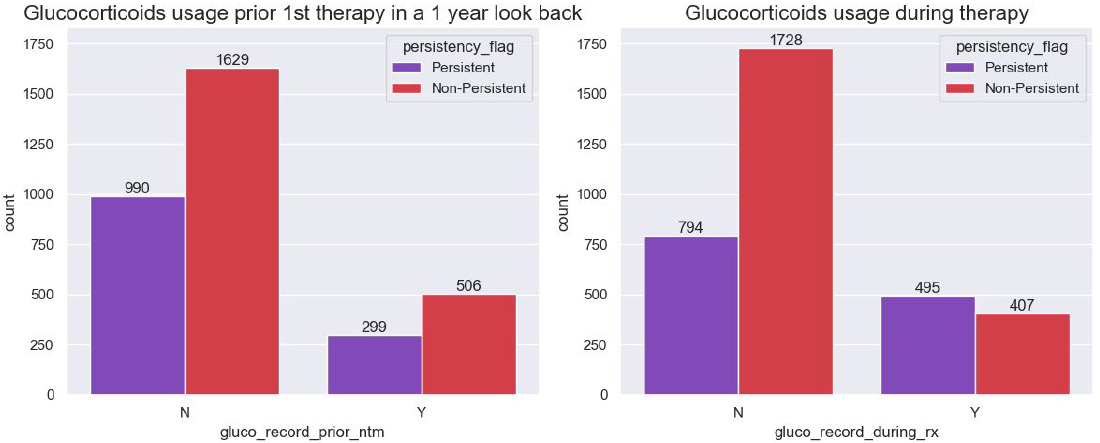 Glucocorticoids usage prior 1st therapy in a 1 year look back
1750
1500
1250
1000
750
500
250
0
count
persistency_flag
Persistent
Non-Persistent
990
1629
299
506
N
Y
gluco_record_prior_ntm
Glucocorticoids usage during therapy
1750
1500
1250
1000
750
500
250
0
count
persistency_flag
Persistent
Non-Persistent
794
1728
495
407
N
Y
gluco_record_during_rx